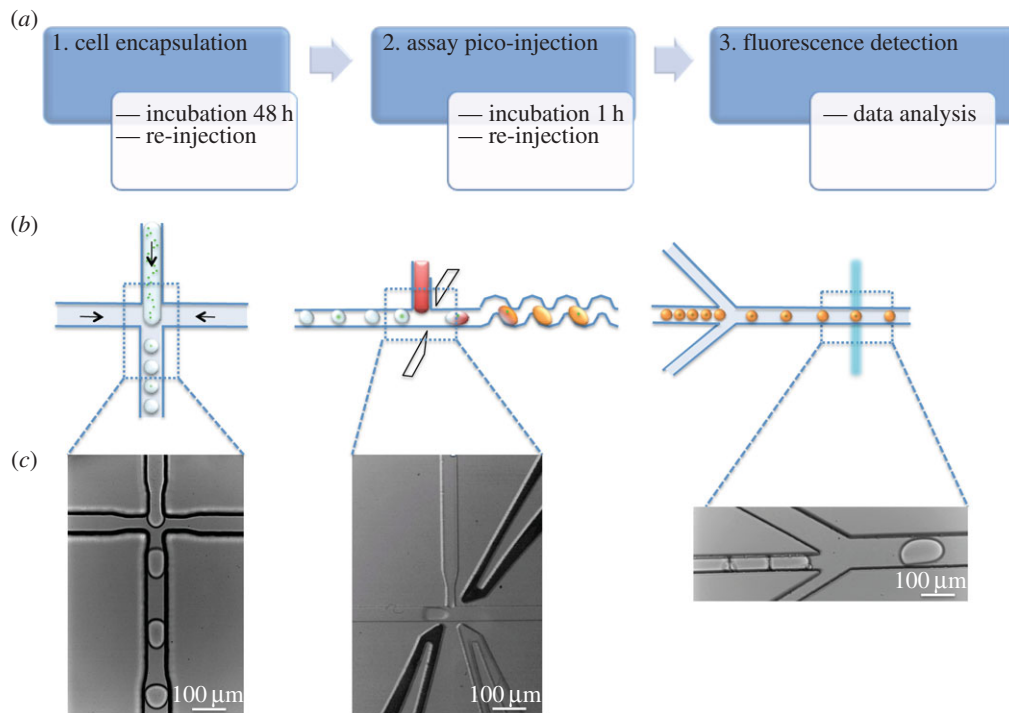 (a)
1. cell encapsulation
— incubation 48 h
— re-injection
2. assay pico-injection
— incubation 1 h
— re-injection
3. fluorescence detection
— data analysis
(b)
(c)
100 µm
100 µm
100 µm